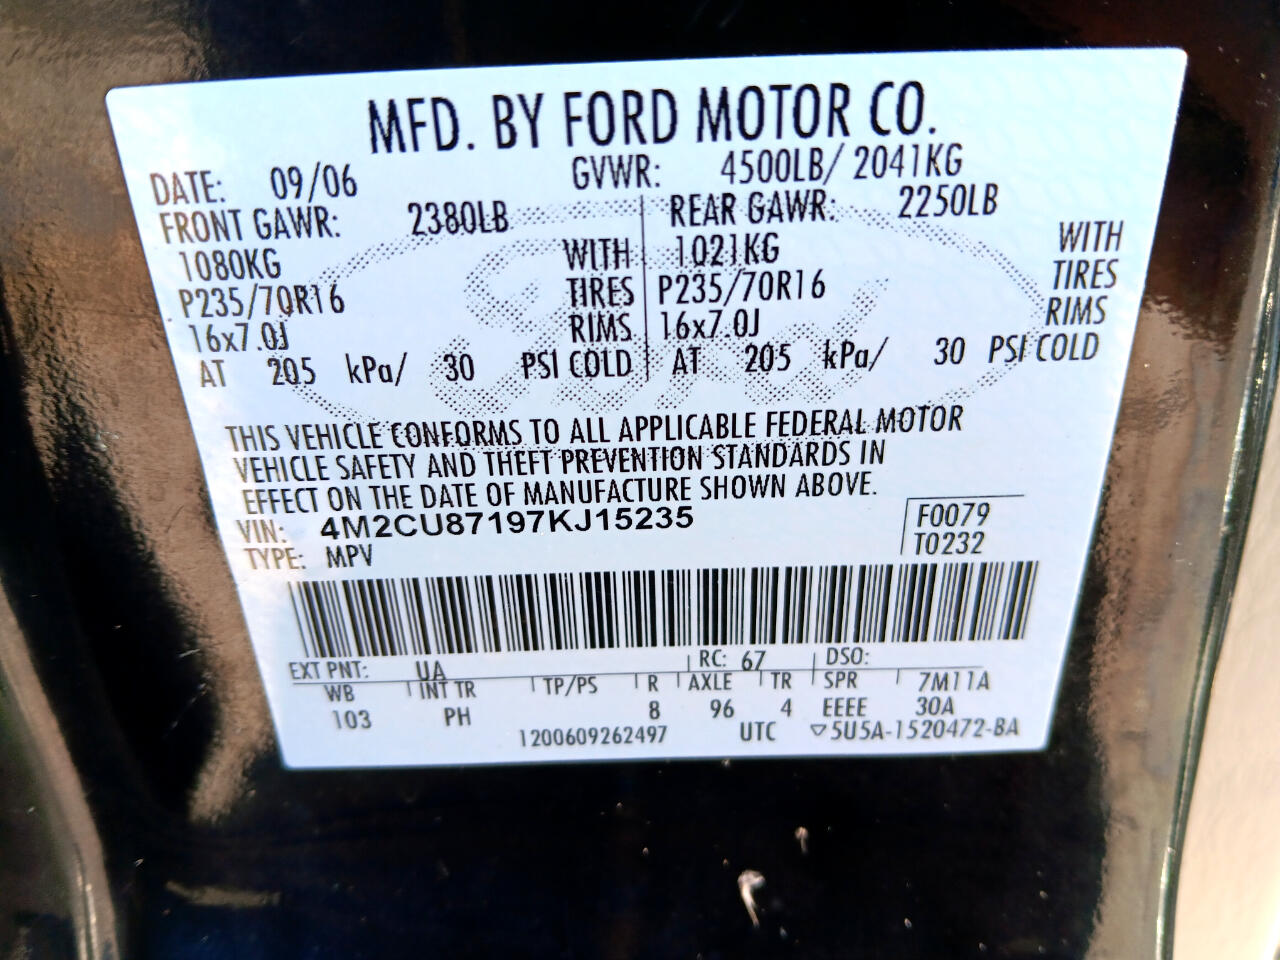 MFD. BY FORD MOTOR CO.
DATE: 09/06 GVWR: 4500LB/ 2041KG
FRONT GAWR: 2380LB REAR GAWR: 2250LB
1080KG WITH 1021KG WITH
P235/70R16 TIRES P235/70R16 TIRES
16x7.0J RIMS 16x7.0J RIMS
AT 205 kPa/ 30 PSI COLD AT 205 kPa/ 30 PSI COLD
THIS VEHICLE CONFORMS TO ALL APPLICABLE FEDERAL MOTOR
VEHICLE SAFETY AND THEFT PREVENTION STANDARDS IN
EFFECT ON THE DATE OF MANUFACTURE SHOWN ABOVE.
VIN: 4M2CU87197KJ15235 F0079
TYPE: MPV T0232
EXT PNT: UA RC: 67 DSO:
WB INT TR TP/PS R AXLE TR SPR 7M11A
103 PH 8 96 4 EEEE 30A
1200609262497 UTC ▽5U5A-1520472-BA